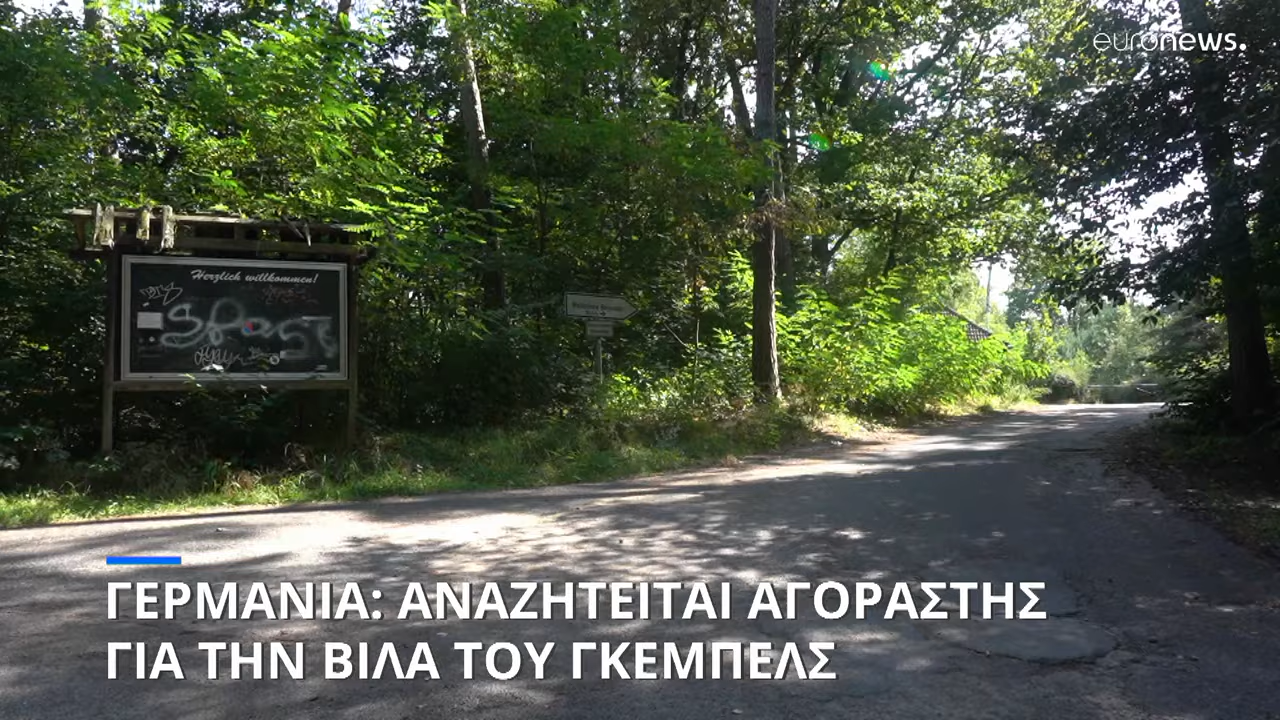 euronews.
Herzlich willkommen!
ΓΕΡΜΑΝΙΑ: ΑΝΑΖΗΤΕΙΤΑΙ ΑΓΟΡΑΣΤΗΣ
ΓΙΑ ΤΗΝ ΒΙΛΑ ΤΟΥ ΓΚΕΜΠΕΛΣ